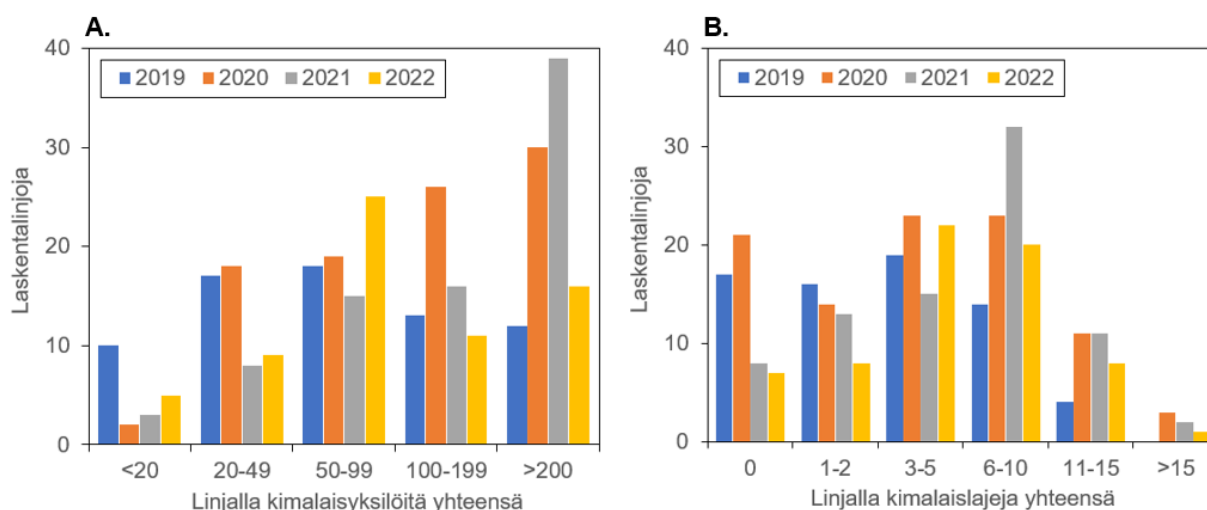 A.
40
30
20
10
0
2019 2020 2021 2022
Laskentalinjoja
<20 20-49 50-99 100-199 >200
Linjalla kimalaisyksilöitä yhteensä
B.
40
30
20
10
0
2019 2020 2021 2022
Laskentalinjoja
0 1-2 3-5 6-10 11-15 >15
Linjalla kimalaislajeja yhteensä